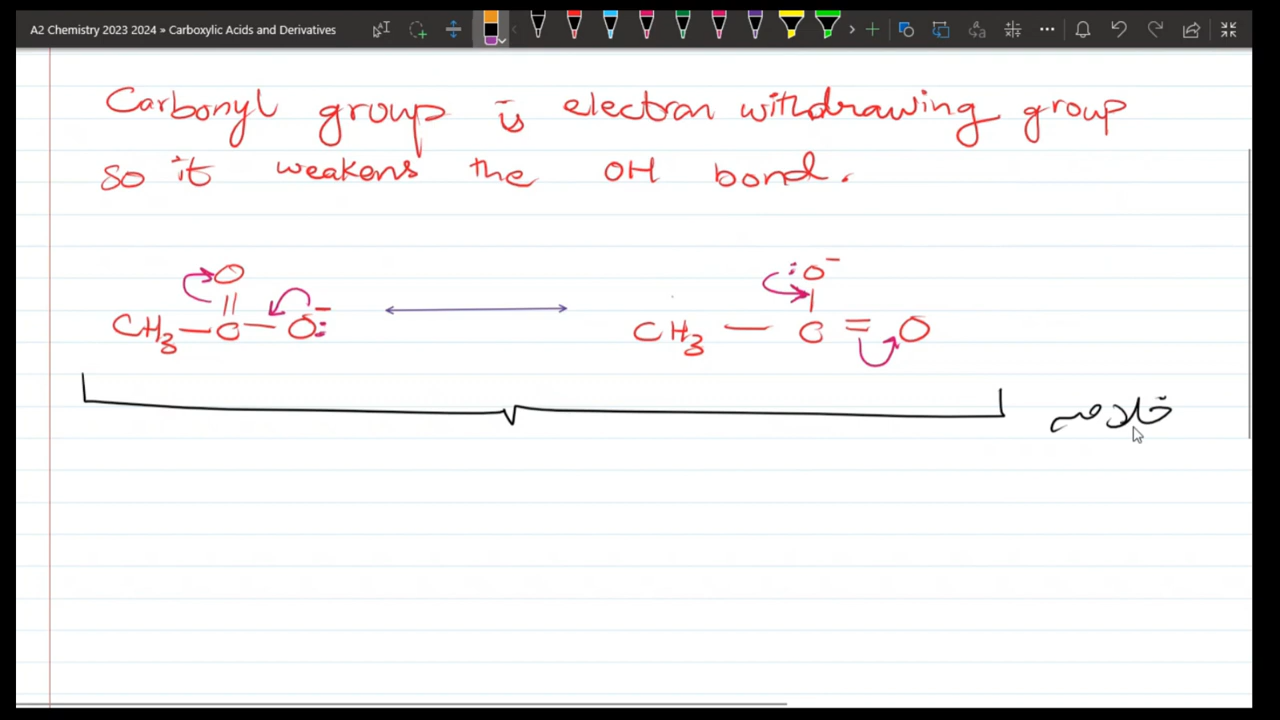 A2 Chemistry 2023 2024 » Carboxylic Acids and Derivatives
Carbonyl group is electron withdrawing group
so it weakens the OH bond.
O :O⁻
CH3 — C — O⁻: CH3 — C = O
خلاصہ